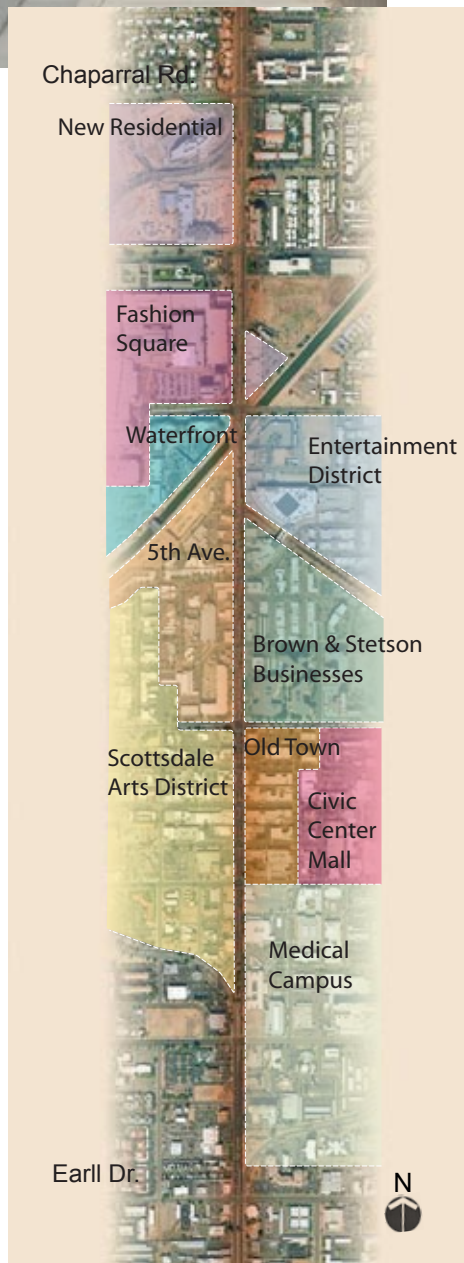 Chaparral Rd.
New Residential
Fashion
Square
Waterfront
Entertainment
District
5th Ave.
Brown & Stetson
Businesses
Old Town
Scottsdale
Arts District
Civic
Center
Mall
Medical
Campus
Earll Dr.
N